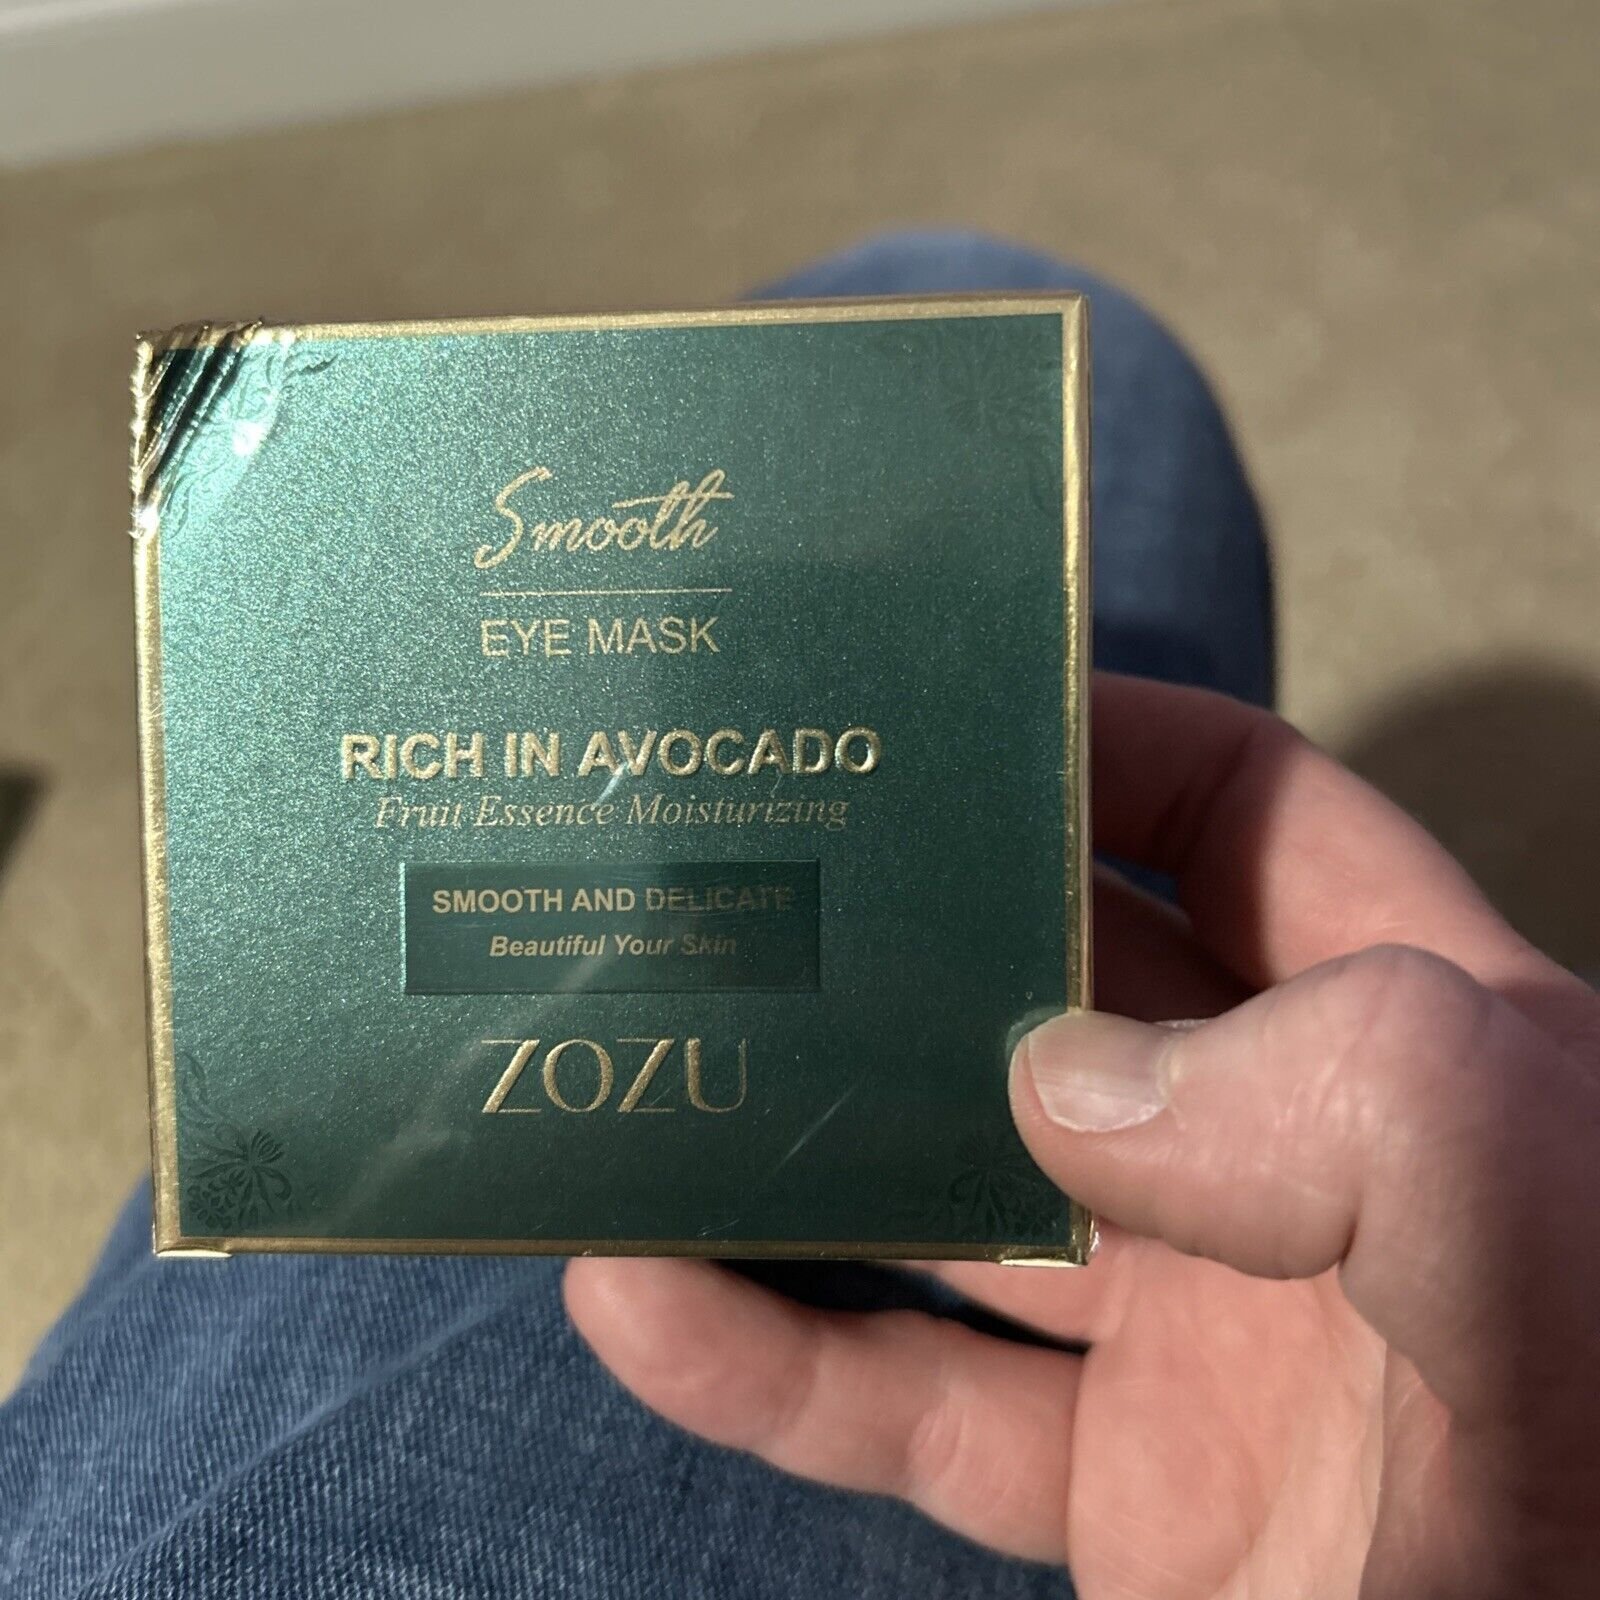 Smooth
EYE MASK
RICH IN AVOCADO
Fruit Essence Moisturizing
SMOOTH AND DELICATE
Beautiful Your Skin
ZOZU